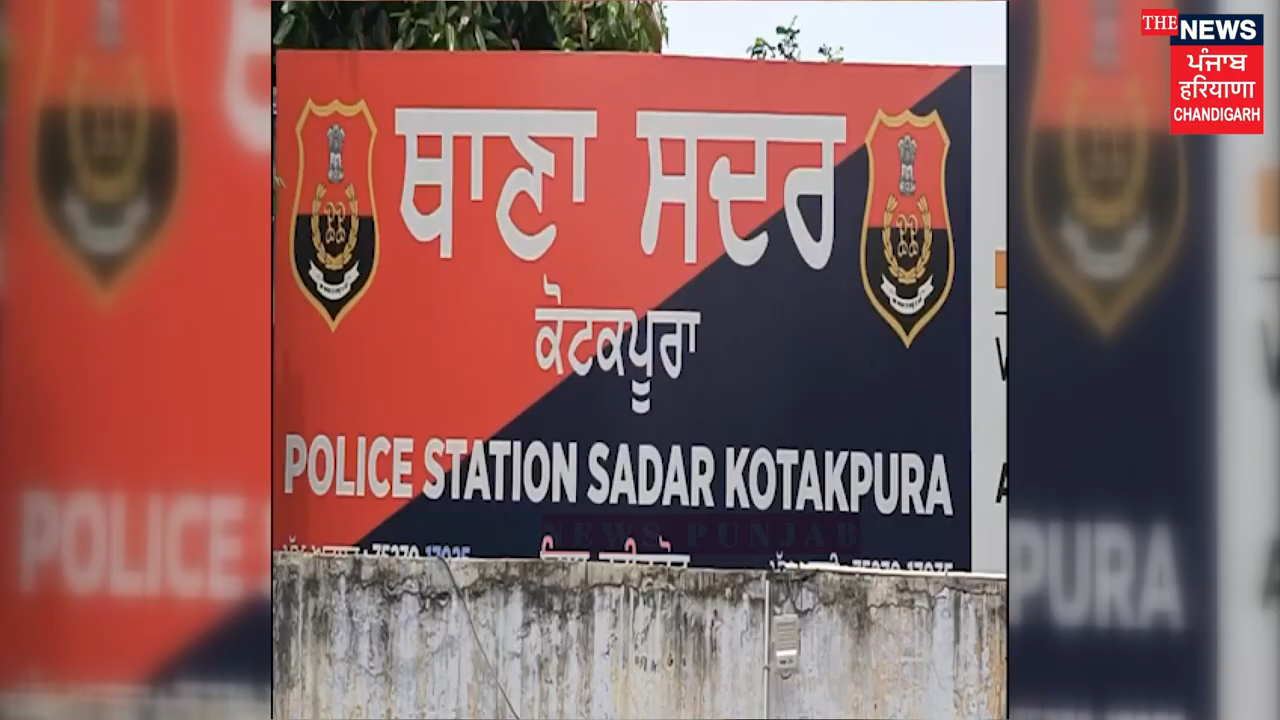 THE NEWS
ਪੰਜਾਬ
ਹਰਿਆਣਾ
CHANDIGARH
ਥਾਣਾ ਸਦਰ
ਕੋਟਕਪੂਰਾ
POLICE STATION SADAR KOTAKPURA
NEWS PUNJAB